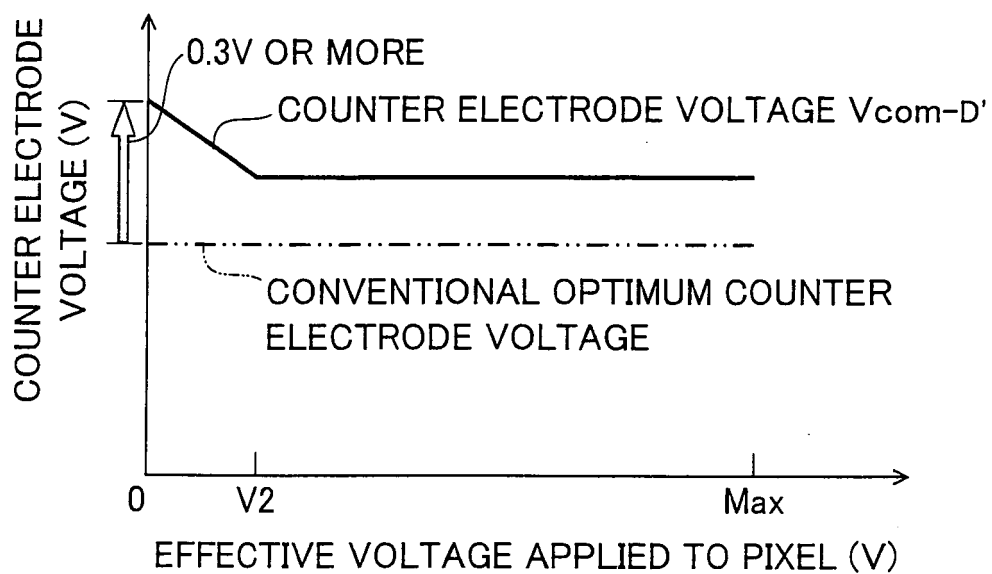 COUNTER ELECTRODE
VOLTAGE (V)
0.3V OR MORE
COUNTER ELECTRODE VOLTAGE Vcom-D'
CONVENTIONAL OPTIMUM COUNTER
ELECTRODE VOLTAGE
0
V2
Max
EFFECTIVE VOLTAGE APPLIED TO PIXEL (V)